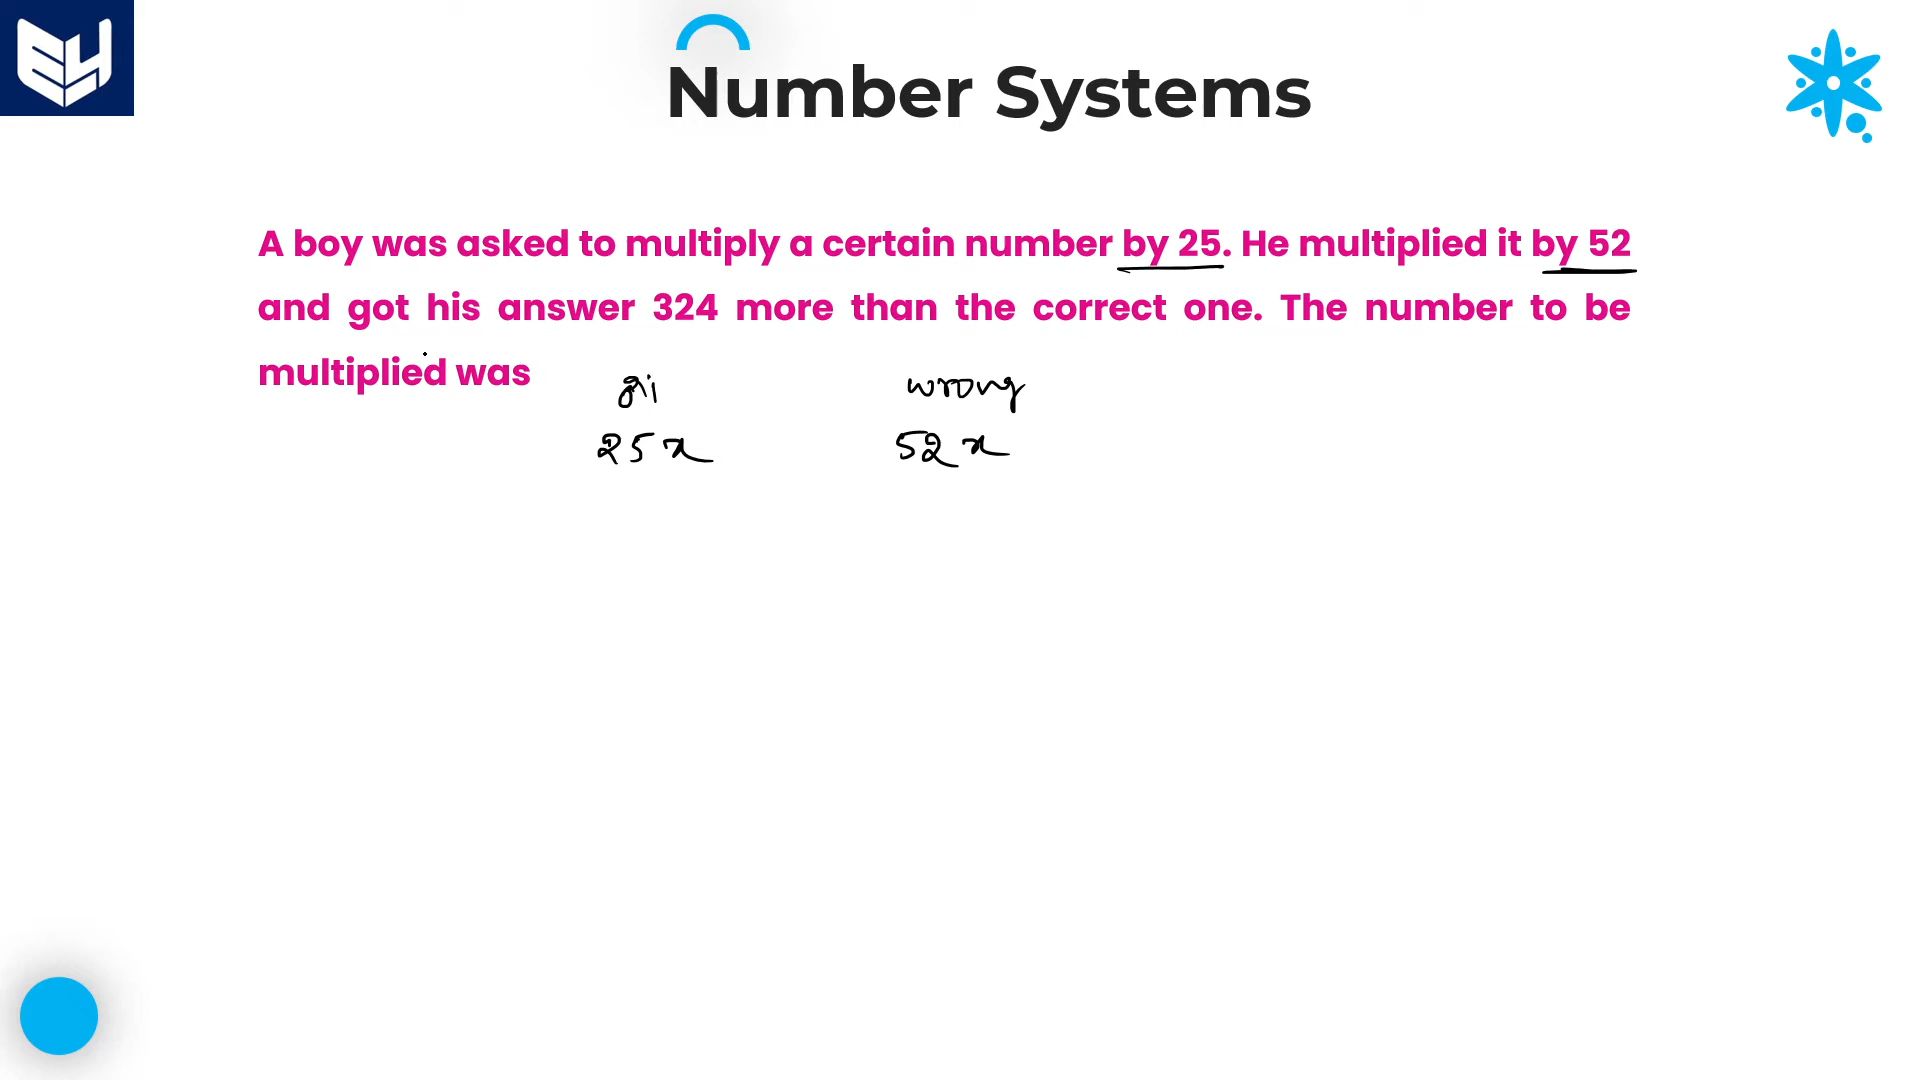 Number Systems
A boy was asked to multiply a certain number by 25. He multiplied it by 52
and got his answer 324 more than the correct one. The number to be
multiplied was
gi wrong
25x 52x